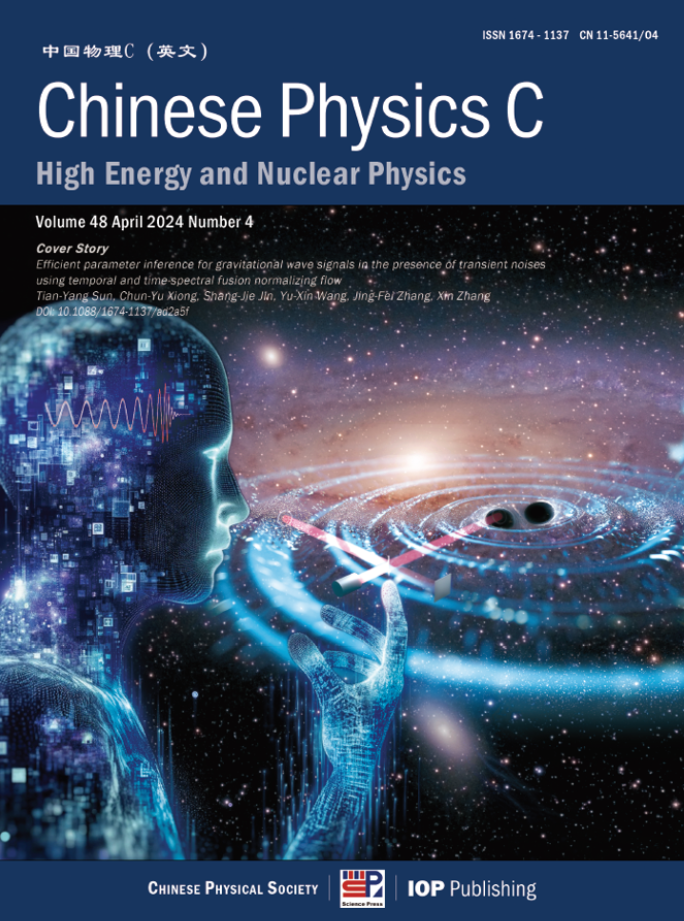 ISSN 1674 - 1137 CN 11-5641/04
中国物理C (英文)
Chinese Physics C
High Energy and Nuclear Physics
Volume 48 April 2024 Number 4
Cover Story
Efficient parameter inference for gravitational wave signals in the presence of transient noises
using temporal and time-spectral fusion normalizing flow
Tian-Yang Sun, Chun-Yu Xiong, Shang-Jie Jin, Yu-Xin Wang, Jing-Fei Zhang, Xin Zhang
DOI: 10.1088/1674-1137/ad2a5f
CHINESE PHYSICAL SOCIETY
Science Press
IOP Publishing